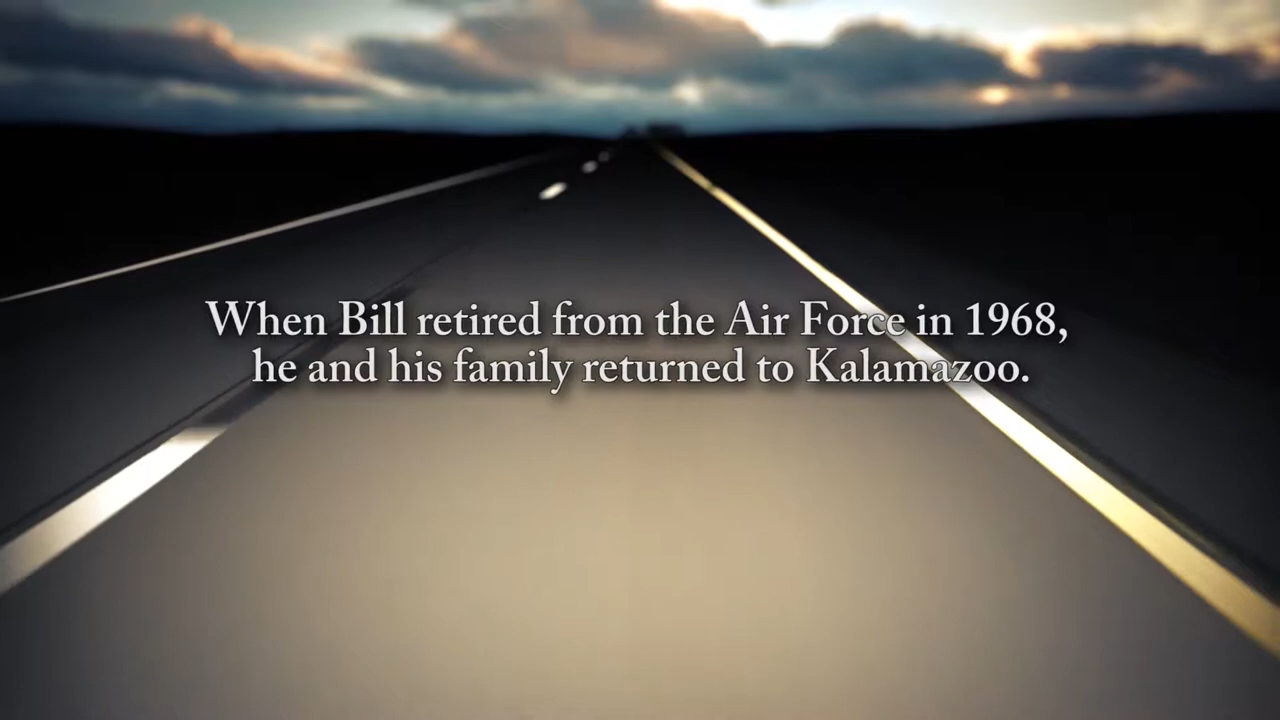 When Bill retired from the Air Force in 1968,
he and his family returned to Kalamazoo.